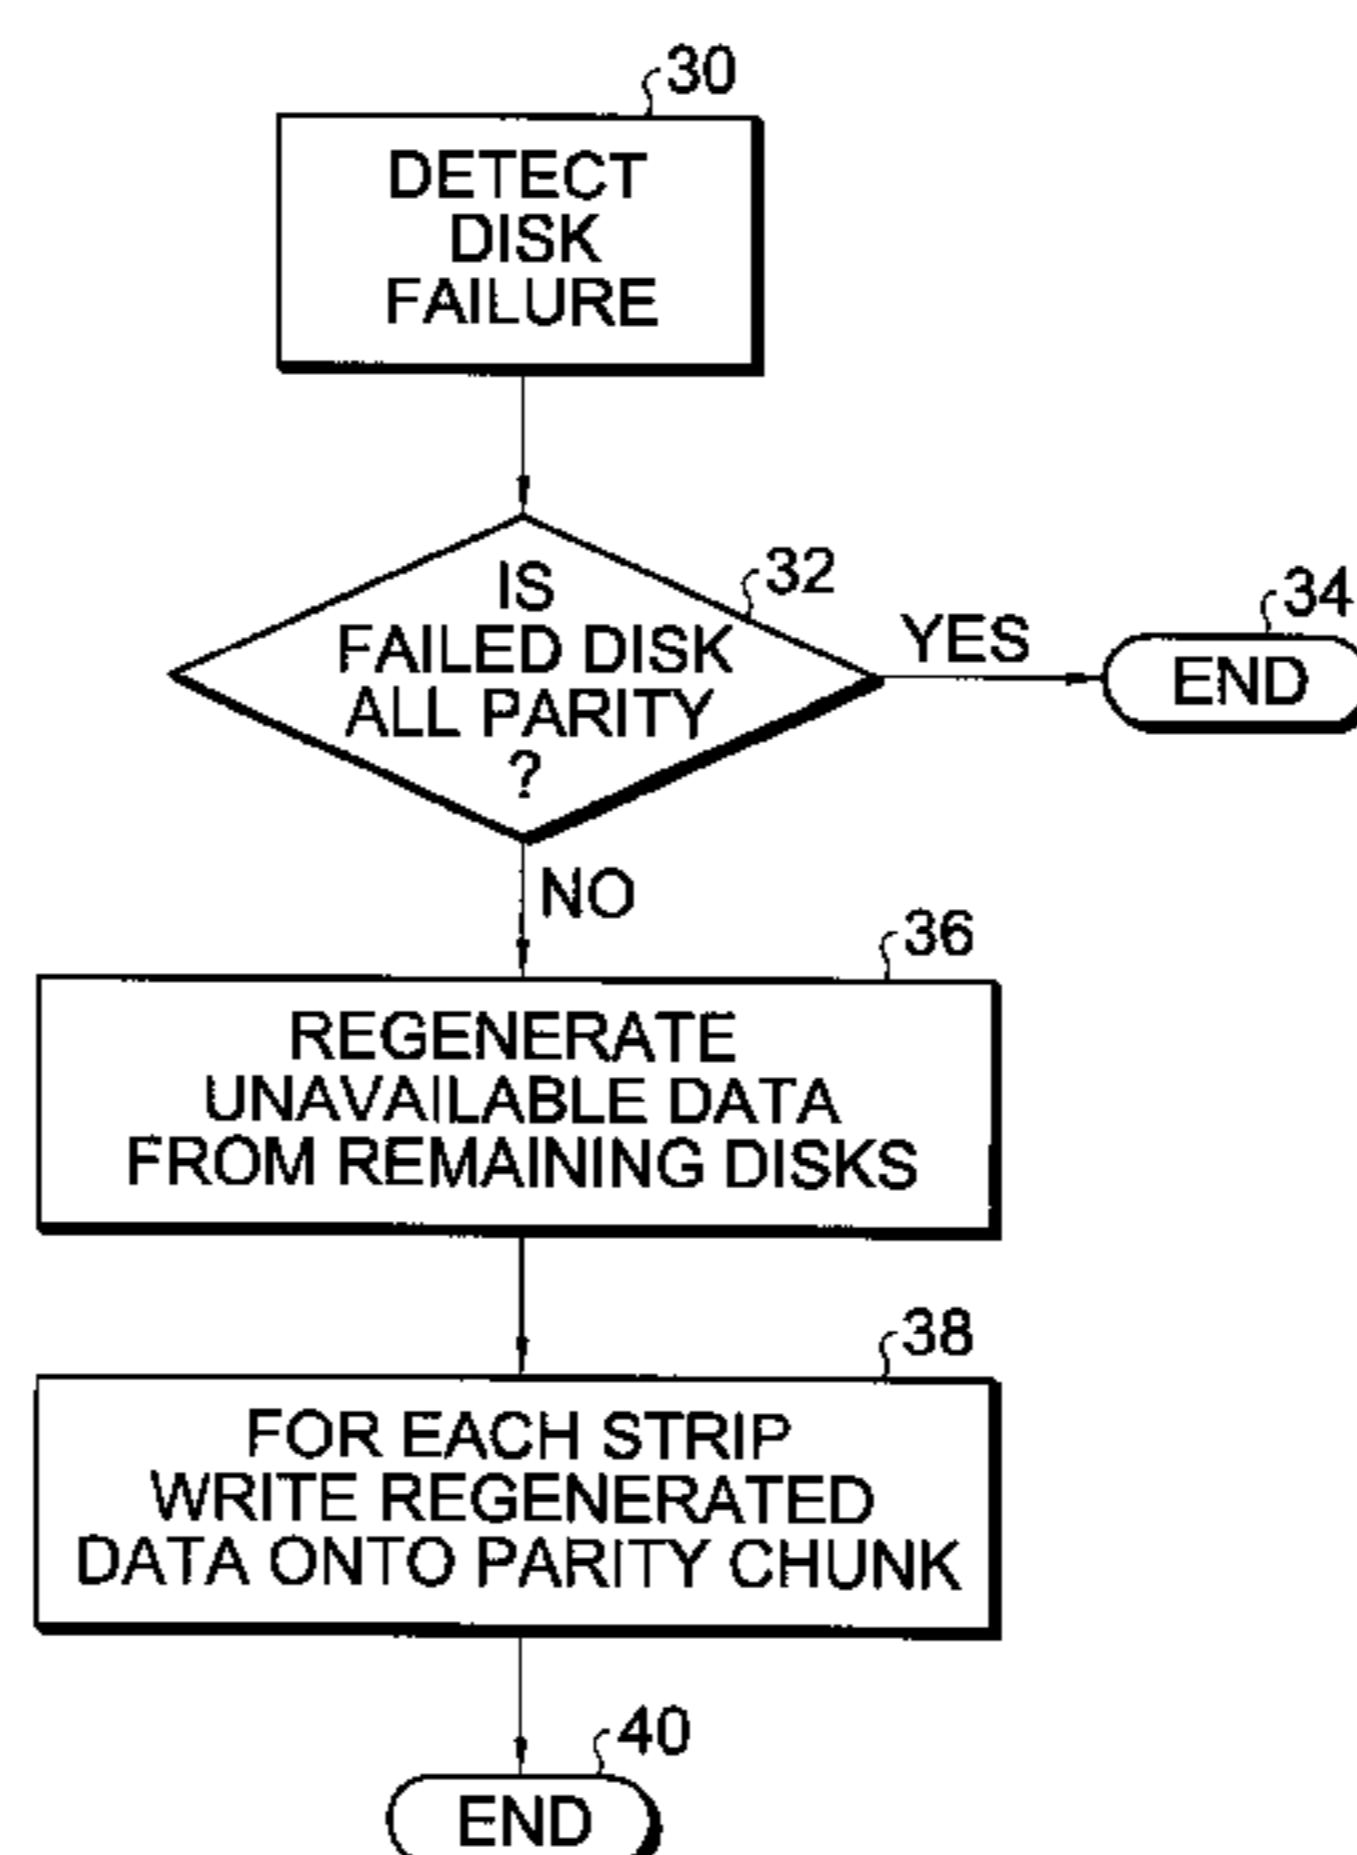 30
DETECT
DISK
FAILURE
32
IS
FAILED DISK
ALL PARITY
?
YES
34
END
NO
36
REGENERATE
UNAVAILABLE DATA
FROM REMAINING DISKS
38
FOR EACH STRIP
WRITE REGENERATED
DATA ONTO PARITY CHUNK
40
END